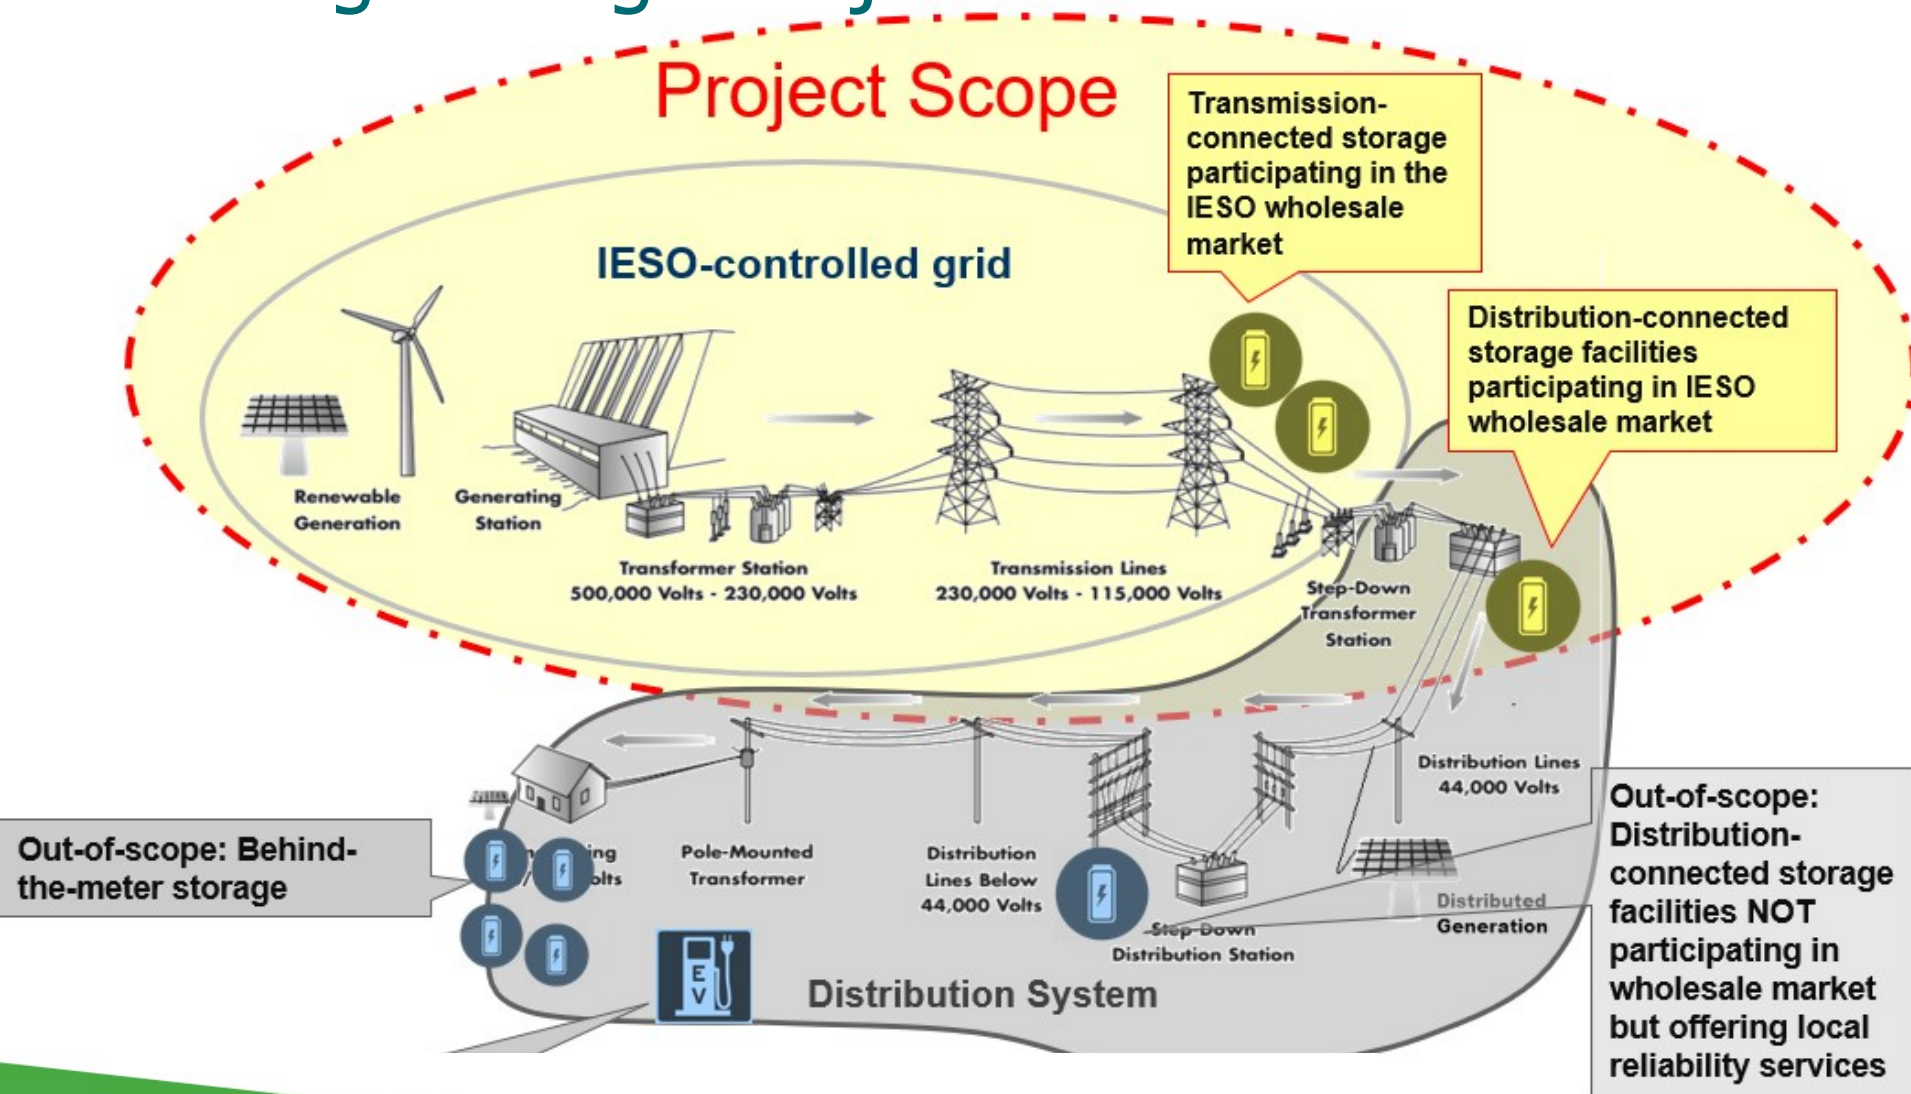 Project Scope
Transmission-
connected storage
participating in the
IESO wholesale
market
IESO-controlled grid
Distribution-connected
storage facilities
participating in IESO
wholesale market
Renewable
Generation
Generating
Station
Transformer Station
500,000 Volts - 230,000 Volts
Transmission Lines
230,000 Volts - 115,000 Volts
Step-Down
Transformer
Station
Distribution Lines
44,000 Volts
Out-of-scope: Behind-
the-meter storage
Pole-Mounted
Transformer
Distribution
Lines Below
44,000 Volts
Step-Down
Distribution Station
Distributed
Generation
Out-of-scope:
Distribution-
connected storage
facilities NOT
participating in
wholesale market
but offering local
reliability services
E
V
Distribution System